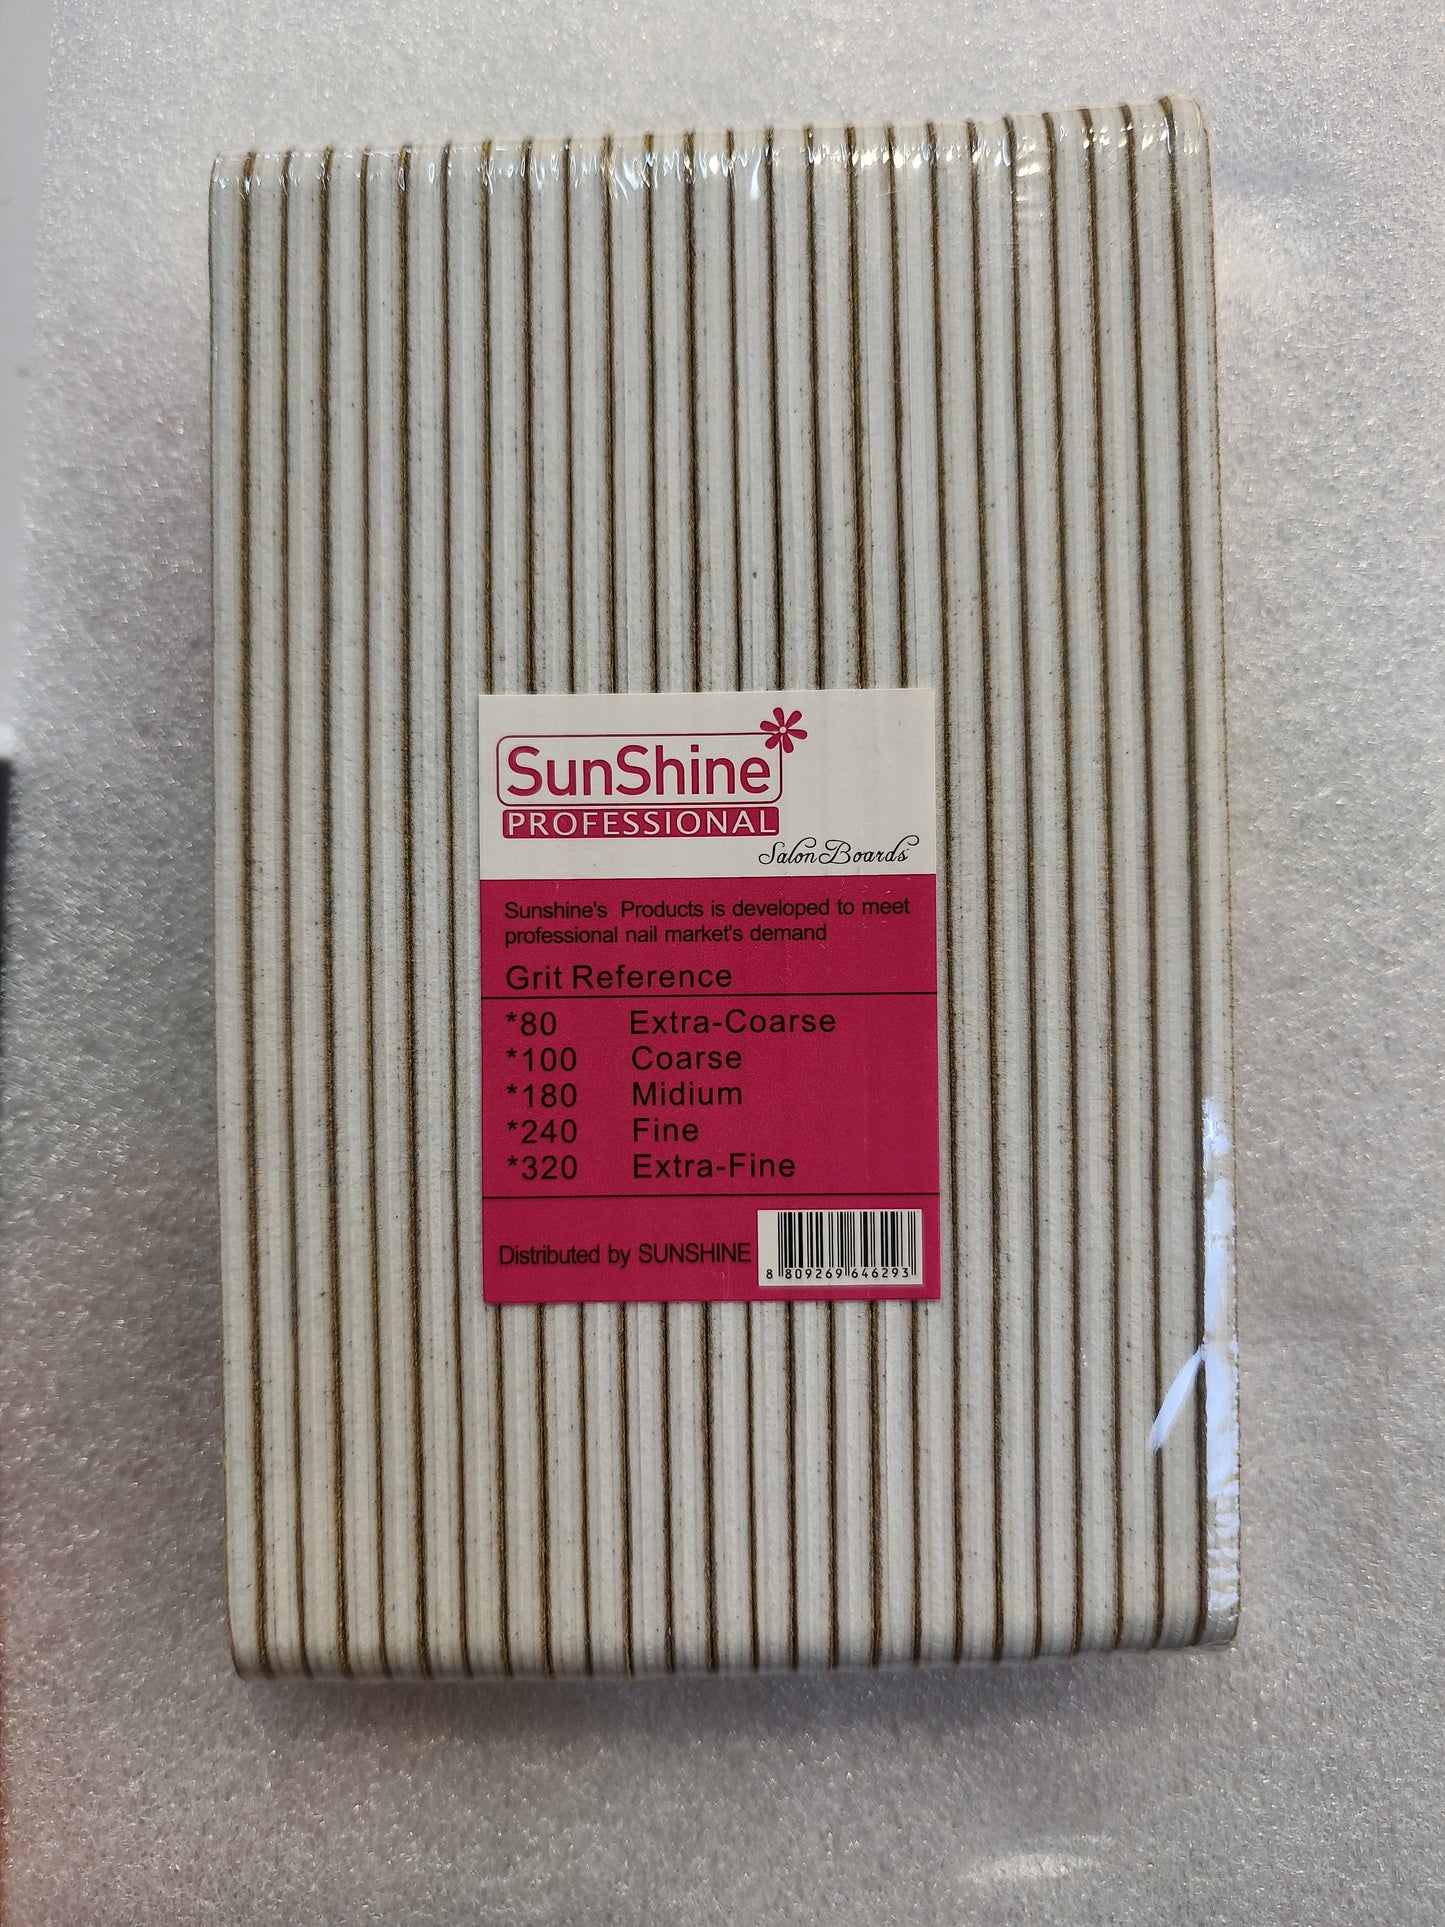 SunShine
PROFESSIONAL
Salon Boards
Sunshine's Products is developed to meet
professional nail market's demand
Grit Reference
*80 Extra-Coarse
*100 Coarse
*180 Midium
*240 Fine
*320 Extra-Fine
Distributed by SUNSHINE
8 809269 646293